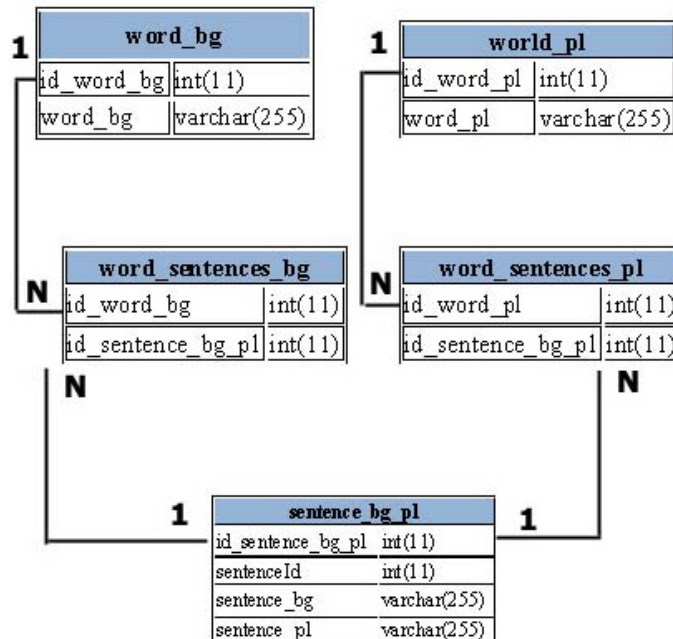 word_bg
1
id_word_bg int(11)
word_bg varchar(255)
world_pl
1
id_word_pl int(11)
word_pl varchar(255)
word_sentences_bg
N
id_word_bg int(11)
id_sentence_bg_pl int(11)
N
word_sentences_pl
N
id_word_pl int(11)
id_sentence_bg_pl int(11)
N
1
sentence_bg_pl
1
id_sentence_bg_pl int(11)
sentenceId int(11)
sentence_bg varchar(255)
sentence_pl varchar(255)